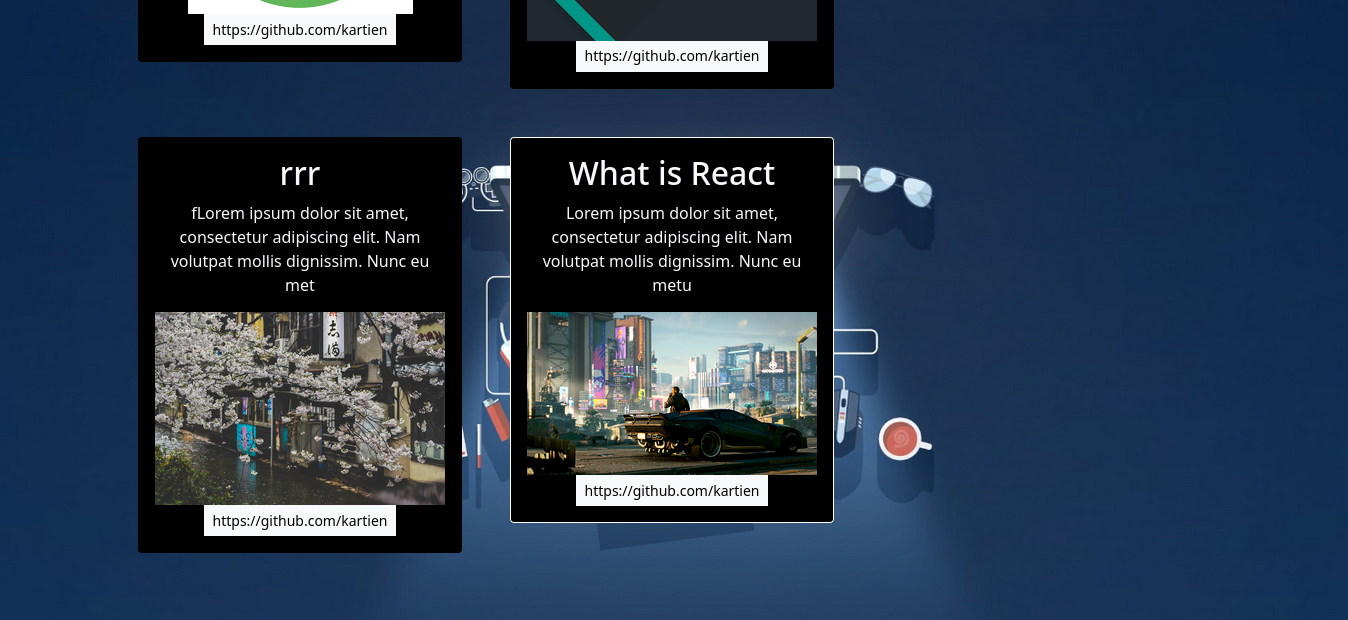 https://github.com/kartien
https://github.com/kartien
rrr
fLorem ipsum dolor sit amet,
consectetur adipiscing elit. Nam
volutpat mollis dignissim. Nunc eu
met
志
https://github.com/kartien
What is React
Lorem ipsum dolor sit amet,
consectetur adipiscing elit. Nam
volutpat mollis dignissim. Nunc eu
metu
https://github.com/kartien